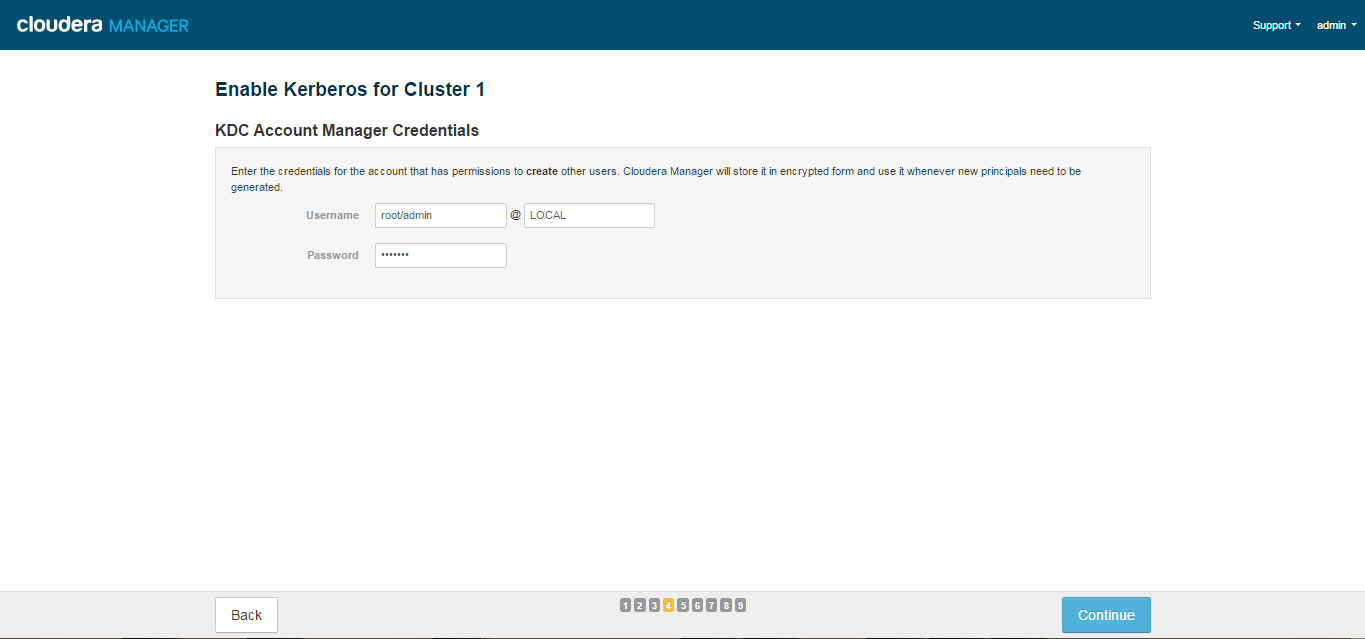 cloudera MANAGER
Support admin
Enable Kerberos for Cluster 1
KDC Account Manager Credentials
Enter the credentials for the account that has permissions to create other users. Cloudera Manager will store it in encrypted form and use it whenever new principals need to be
generated.
Username root/admin @ LOCAL
Password •••••••
Back 1 2 3 4 5 6 7 8 9 Continue